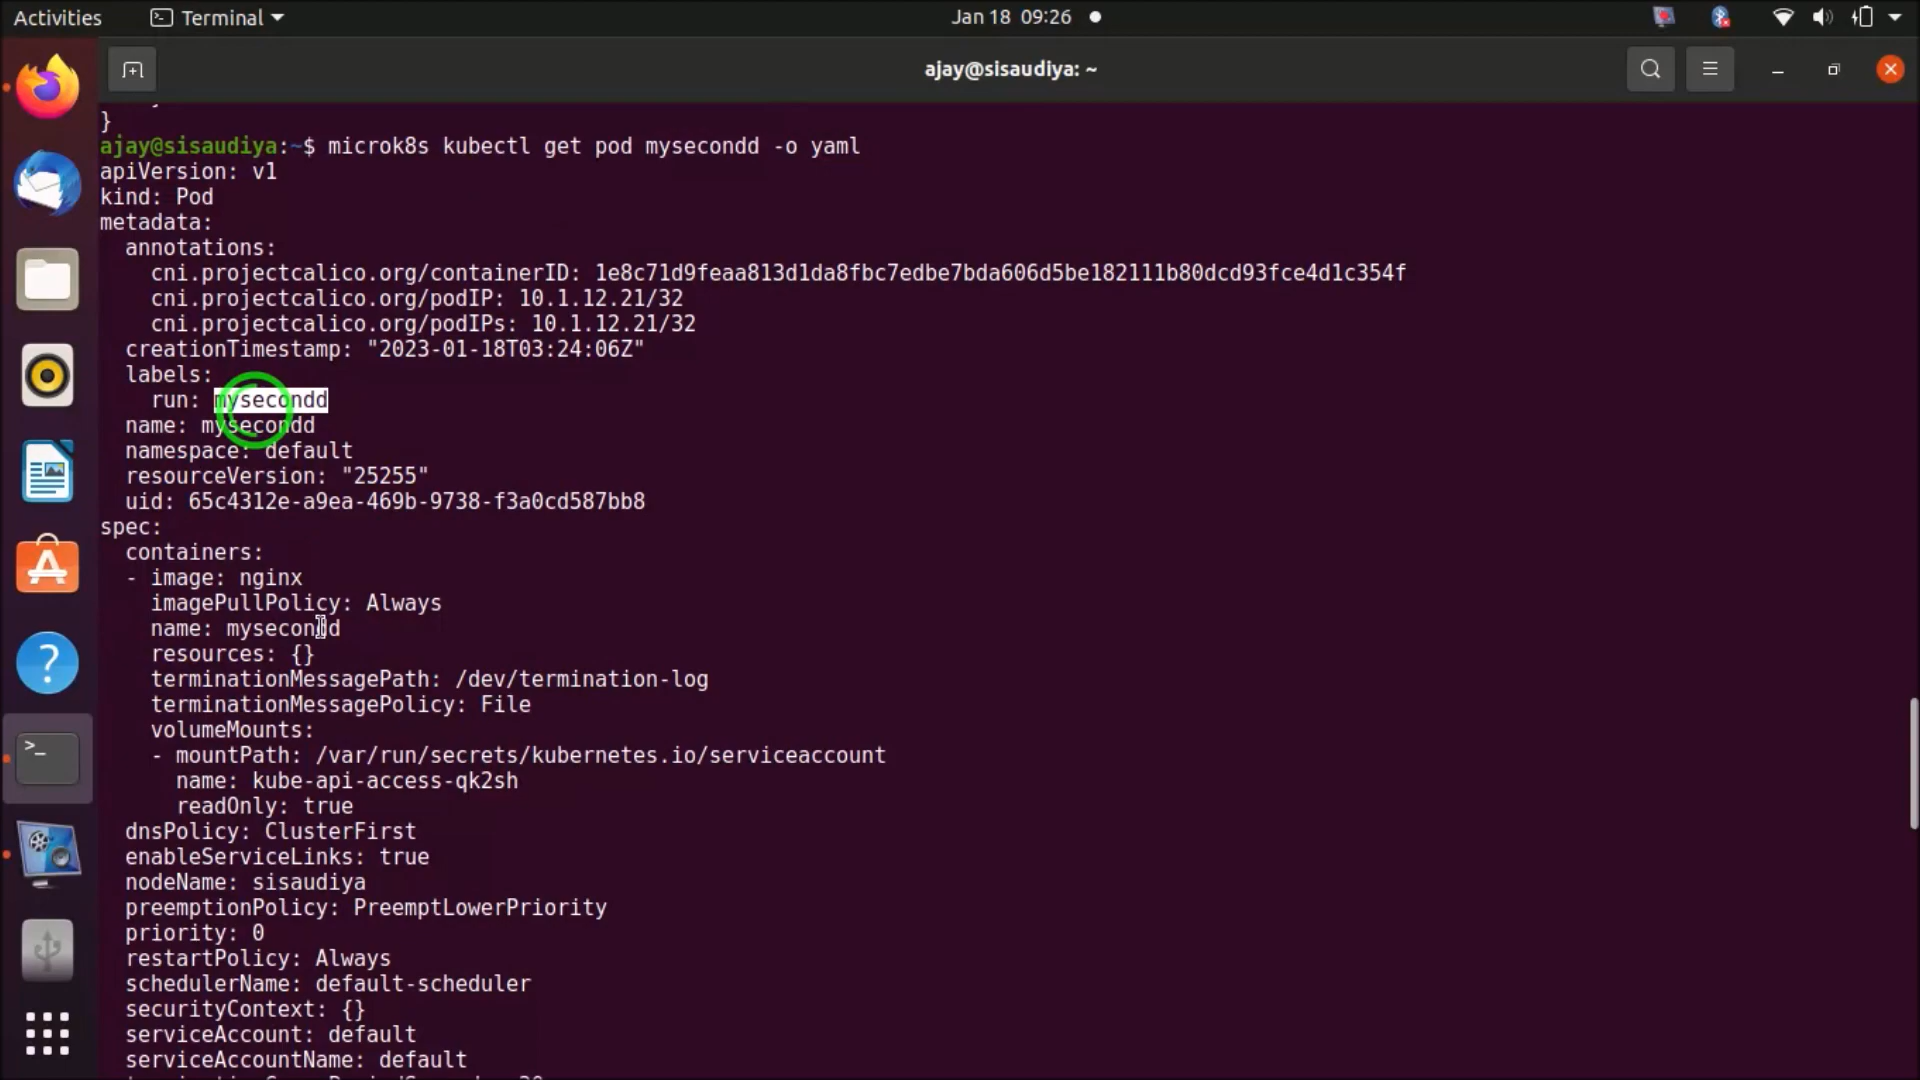 Activities Terminal Jan 18 09:26
ajay@sisaudiya: ~
}
ajay@sisaudiya:~$ microk8s kubectl get pod mysecondd -o yaml
apiVersion: v1
kind: Pod
metadata:
  annotations:
    cni.projectcalico.org/containerID: 1e8c71d9feaa813d1da8fbc7edbe7bda606d5be182111b80dcd93fce4d1c354f
    cni.projectcalico.org/podIP: 10.1.12.21/32
    cni.projectcalico.org/podIPs: 10.1.12.21/32
  creationTimestamp: "2023-01-18T03:24:06Z"
  labels:
    run: mysecondd
  name: mysecondd
  namespace: default
  resourceVersion: "25255"
  uid: 65c4312e-a9ea-469b-9738-f3a0cd587bb8
spec:
  containers:
  - image: nginx
    imagePullPolicy: Always
    name: mysecondd
    resources: {}
    terminationMessagePath: /dev/termination-log
    terminationMessagePolicy: File
    volumeMounts:
    - mountPath: /var/run/secrets/kubernetes.io/serviceaccount
      name: kube-api-access-qk2sh
      readOnly: true
  dnsPolicy: ClusterFirst
  enableServiceLinks: true
  nodeName: sisaudiya
  preemptionPolicy: PreemptLowerPriority
  priority: 0
  restartPolicy: Always
  schedulerName: default-scheduler
  securityContext: {}
  serviceAccount: default
  serviceAccountName: default